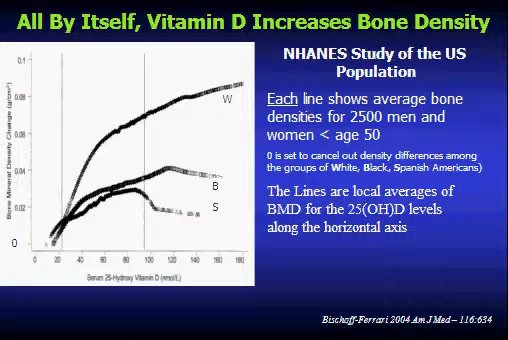 All By Itself, Vitamin D Increases Bone Density
NHANES Study of the US
Population
Each line shows average bone
densities for 2500 men and
women < age 50
0 is set to cancel out density differences among
the groups of White, Black, Spanish Americans)
The Lines are local averages of
BMD for the 25(OH)D levels
along the horizontal axis
Bischoff-Ferrari 2004 Am J Med – 116:634
Bone Mineral Density Change (g/cm²)
0.1
0.08
0.06
0.04
0.02
0
W
B
S
0 20 40 60 80 100 120 140 160 180
Serum 25-Hydroxy Vitamin D (nmol/L)